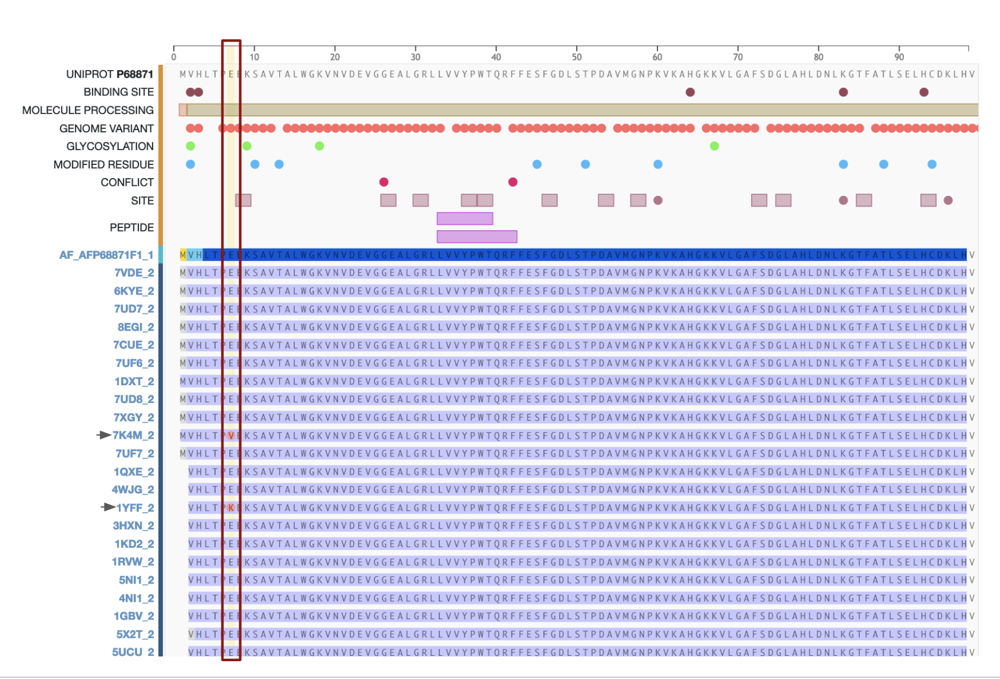 0 10 20 30 40 50 60 70 80 90
UNIPROT P68871 MVHLTPEEKSAVTALWGKVNVDEVGGEALGRLLVVYPWTQRFFESFGDLSTPDAVMGNPKVKAHGKKVLGAFSDGLAHLDNLKGTFATLSELHCDKLHV
BINDING SITE
MOLECULE PROCESSING
GENOME VARIANT
GLYCOSYLATION
MODIFIED RESIDUE
CONFLICT
SITE
PEPTIDE
AF_AFP68871F1_1 MVHLTPEEKSAVTALWGKVNVDEVGGEALGRLLVVYPWTQRFFESFGDLSTPDAVMGNPKVKAHGKKVLGAFSDGLAHLDNLKGTFATLSELHCDKLHV
7VDE_2 MVHLTPEEKSAVTALWGKVNVDEVGGEALGRLLVVYPWTQRFFESFGDLSTPDAVMGNPKVKAHGKKVLGAFSDGLAHLDNLKGTFATLSELHCDKLHV
6KYE_2 MVHLTPEEKSAVTALWGKVNVDEVGGEALGRLLVVYPWTQRFFESFGDLSTPDAVMGNPKVKAHGKKVLGAFSDGLAHLDNLKGTFATLSELHCDKLHV
7UD7_2 MVHLTPEEKSAVTALWGKVNVDEVGGEALGRLLVVYPWTQRFFESFGDLSTPDAVMGNPKVKAHGKKVLGAFSDGLAHLDNLKGTFATLSELHCDKLHV
8EGI_2 MVHLTPEEKSAVTALWGKVNVDEVGGEALGRLLVVYPWTQRFFESFGDLSTPDAVMGNPKVKAHGKKVLGAFSDGLAHLDNLKGTFATLSELHCDKLHV
7CUE_2 MVHLTPEEKSAVTALWGKVNVDEVGGEALGRLLVVYPWTQRFFESFGDLSTPDAVMGNPKVKAHGKKVLGAFSDGLAHLDNLKGTFATLSELHCDKLHV
7UF6_2 MVHLTPEEKSAVTALWGKVNVDEVGGEALGRLLVVYPWTQRFFESFGDLSTPDAVMGNPKVKAHGKKVLGAFSDGLAHLDNLKGTFATLSELHCDKLHV
1DXT_2 MVHLTPEEKSAVTALWGKVNVDEVGGEALGRLLVVYPWTQRFFESFGDLSTPDAVMGNPKVKAHGKKVLGAFSDGLAHLDNLKGTFATLSELHCDKLHV
7UD8_2 MVHLTPEEKSAVTALWGKVNVDEVGGEALGRLLVVYPWTQRFFESFGDLSTPDAVMGNPKVKAHGKKVLGAFSDGLAHLDNLKGTFATLSELHCDKLHV
7XGY_2 MVHLTPEEKSAVTALWGKVNVDEVGGEALGRLLVVYPWTQRFFESFGDLSTPDAVMGNPKVKAHGKKVLGAFSDGLAHLDNLKGTFATLSELHCDKLHV
7K4M_2 MVHLTPVEKSAVTALWGKVNVDEVGGEALGRLLVVYPWTQRFFESFGDLSTPDAVMGNPKVKAHGKKVLGAFSDGLAHLDNLKGTFATLSELHCDKLHV
7UF7_2 MVHLTPEEKSAVTALWGKVNVDEVGGEALGRLLVVYPWTQRFFESFGDLSTPDAVMGNPKVKAHGKKVLGAFSDGLAHLDNLKGTFATLSELHCDKLHV
1QXE_2 VHLTPEEKSAVTALWGKVNVDEVGGEALGRLLVVYPWTQRFFESFGDLSTPDAVMGNPKVKAHGKKVLGAFSDGLAHLDNLKGTFATLSELHCDKLHV
4WJG_2 VHLTPEEKSAVTALWGKVNVDEVGGEALGRLLVVYPWTQRFFESFGDLSTPDAVMGNPKVKAHGKKVLGAFSDGLAHLDNLKGTFATLSELHCDKLHV
1YFF_2 VHLTPKEKSAVTALWGKVNVDEVGGEALGRLLVVYPWTQRFFESFGDLSTPDAVMGNPKVKAHGKKVLGAFSDGLAHLDNLKGTFATLSELHCDKLHV
3HXN_2 VHLTPEEKSAVTALWGKVNVDEVGGEALGRLLVVYPWTQRFFESFGDLSTPDAVMGNPKVKAHGKKVLGAFSDGLAHLDNLKGTFATLSELHCDKLHV
1KD2_2 VHLTPEEKSAVTALWGKVNVDEVGGEALGRLLVVYPWTQRFFESFGDLSTPDAVMGNPKVKAHGKKVLGAFSDGLAHLDNLKGTFATLSELHCDKLHV
1RVW_2 VHLTPEEKSAVTALWGKVNVDEVGGEALGRLLVVYPWTQRFFESFGDLSTPDAVMGNPKVKAHGKKVLGAFSDGLAHLDNLKGTFATLSELHCDKLHV
5NI1_2 VHLTPEEKSAVTALWGKVNVDEVGGEALGRLLVVYPWTQRFFESFGDLSTPDAVMGNPKVKAHGKKVLGAFSDGLAHLDNLKGTFATLSELHCDKLHV
4NI1_2 VHLTPEEKSAVTALWGKVNVDEVGGEALGRLLVVYPWTQRFFESFGDLSTPDAVMGNPKVKAHGKKVLGAFSDGLAHLDNLKGTFATLSELHCDKLHV
1GBV_2 VHLTPEEKSAVTALWGKVNVDEVGGEALGRLLVVYPWTQRFFESFGDLSTPDAVMGNPKVKAHGKKVLGAFSDGLAHLDNLKGTFATLSELHCDKLHV
5X2T_2 VHLTPEEKSAVTALWGKVNVDEVGGEALGRLLVVYPWTQRFFESFGDLSTPDAVMGNPKVKAHGKKVLGAFSDGLAHLDNLKGTFATLSELHCDKLHV
5UCU_2 VHLTPEEKSAVTALWGKVNVDEVGGEALGRLLVVYPWTQRFFESFGDLSTPDAVMGNPKVKAHGKKVLGAFSDGLAHLDNLKGTFATLSELHCDKLHV